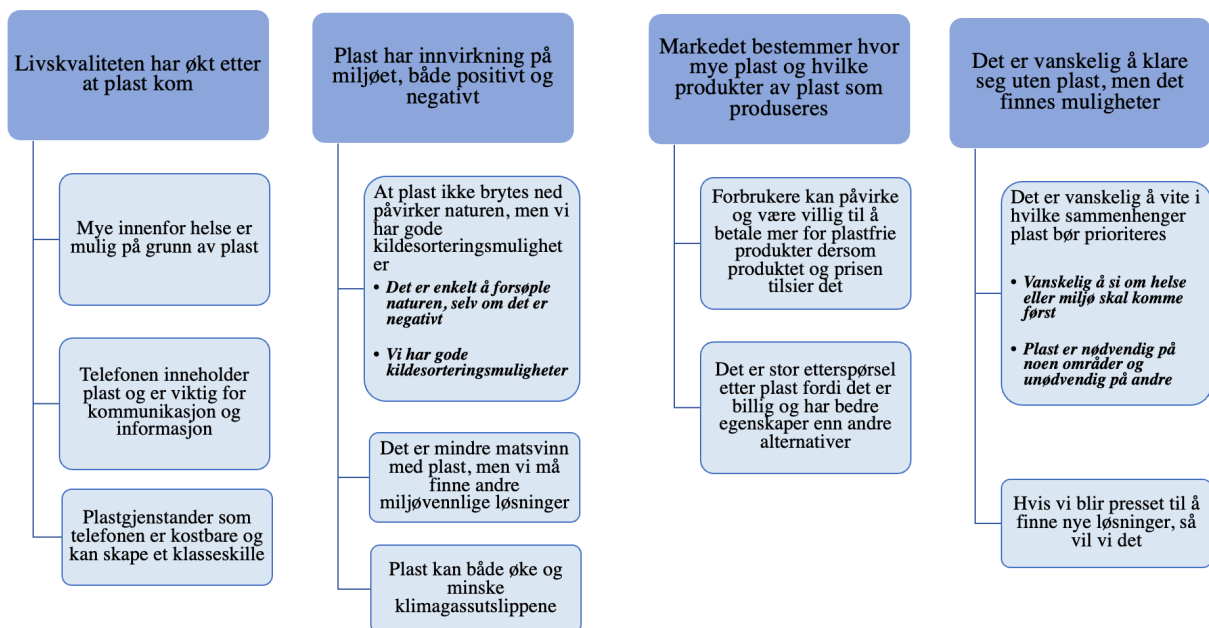 Livskvaliteten har økt etter
at plast kom
Mye innenfor helse er
mulig på grunn av plast
Telefonen inneholder
plast og er viktig for
kommunikasjon og
informasjon
Plastgjenstander som
telefonen er kostbare og
kan skape et klasseskille
Plast har innvirkning på
miljøet, både positivt og
negativt
At plast ikke brytes ned
påvirker naturen, men vi
har gode
kildesorteringsmulighet
er
• Det er enkelt å forsøple
naturen, selv om det er
negativt
• Vi har gode
kildesorteringsmuligheter
Det er mindre matsvinn
med plast, men vi må
finne andre
miljøvennlige løsninger
Plast kan både øke og
minske
klimagassutslippene
Markedet bestemmer hvor
mye plast og hvilke
produkter av plast som
produseres
Forbrukere kan påvirke
og være villig til å
betale mer for plastfrie
produkter dersom
produktet og prisen
tilsier det
Det er stor etterspørsel
etter plast fordi det er
billig og har bedre
egenskaper enn andre
alternativer
Det er vanskelig å klare
seg uten plast, men det
finnes muligheter
Det er vanskelig å vite i
hvilke sammenhenger
plast bør prioriteres
• Vanskelig å si om helse
eller miljø skal komme
først
• Plast er nødvendig på
noen områder og
unødvendig på andre
Hvis vi blir presset til å
finne nye løsninger, så
vil vi det